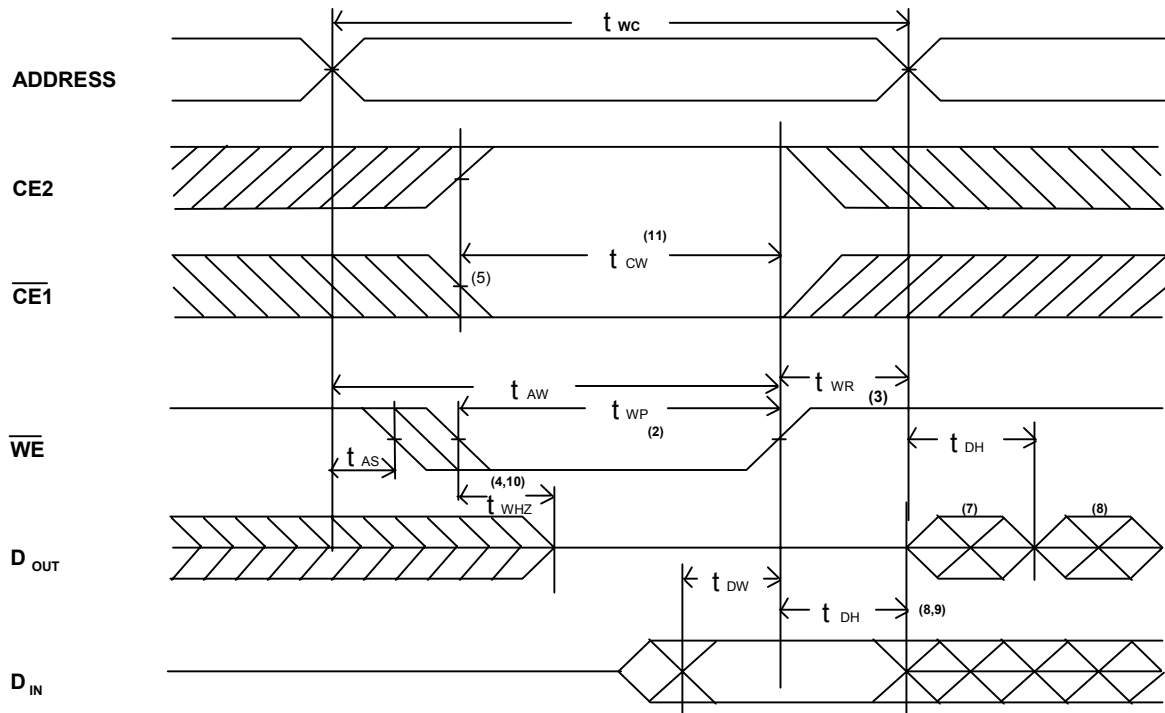 t WC
ADDRESS
CE2
(11)
t CW
CE1
(5)
t AW
t WR
(3)
t WP
(2)
WE
t DH
t AS
(4,10)
t WHZ
(7)
(8)
D OUT
t DW
t DH
(8,9)
D IN